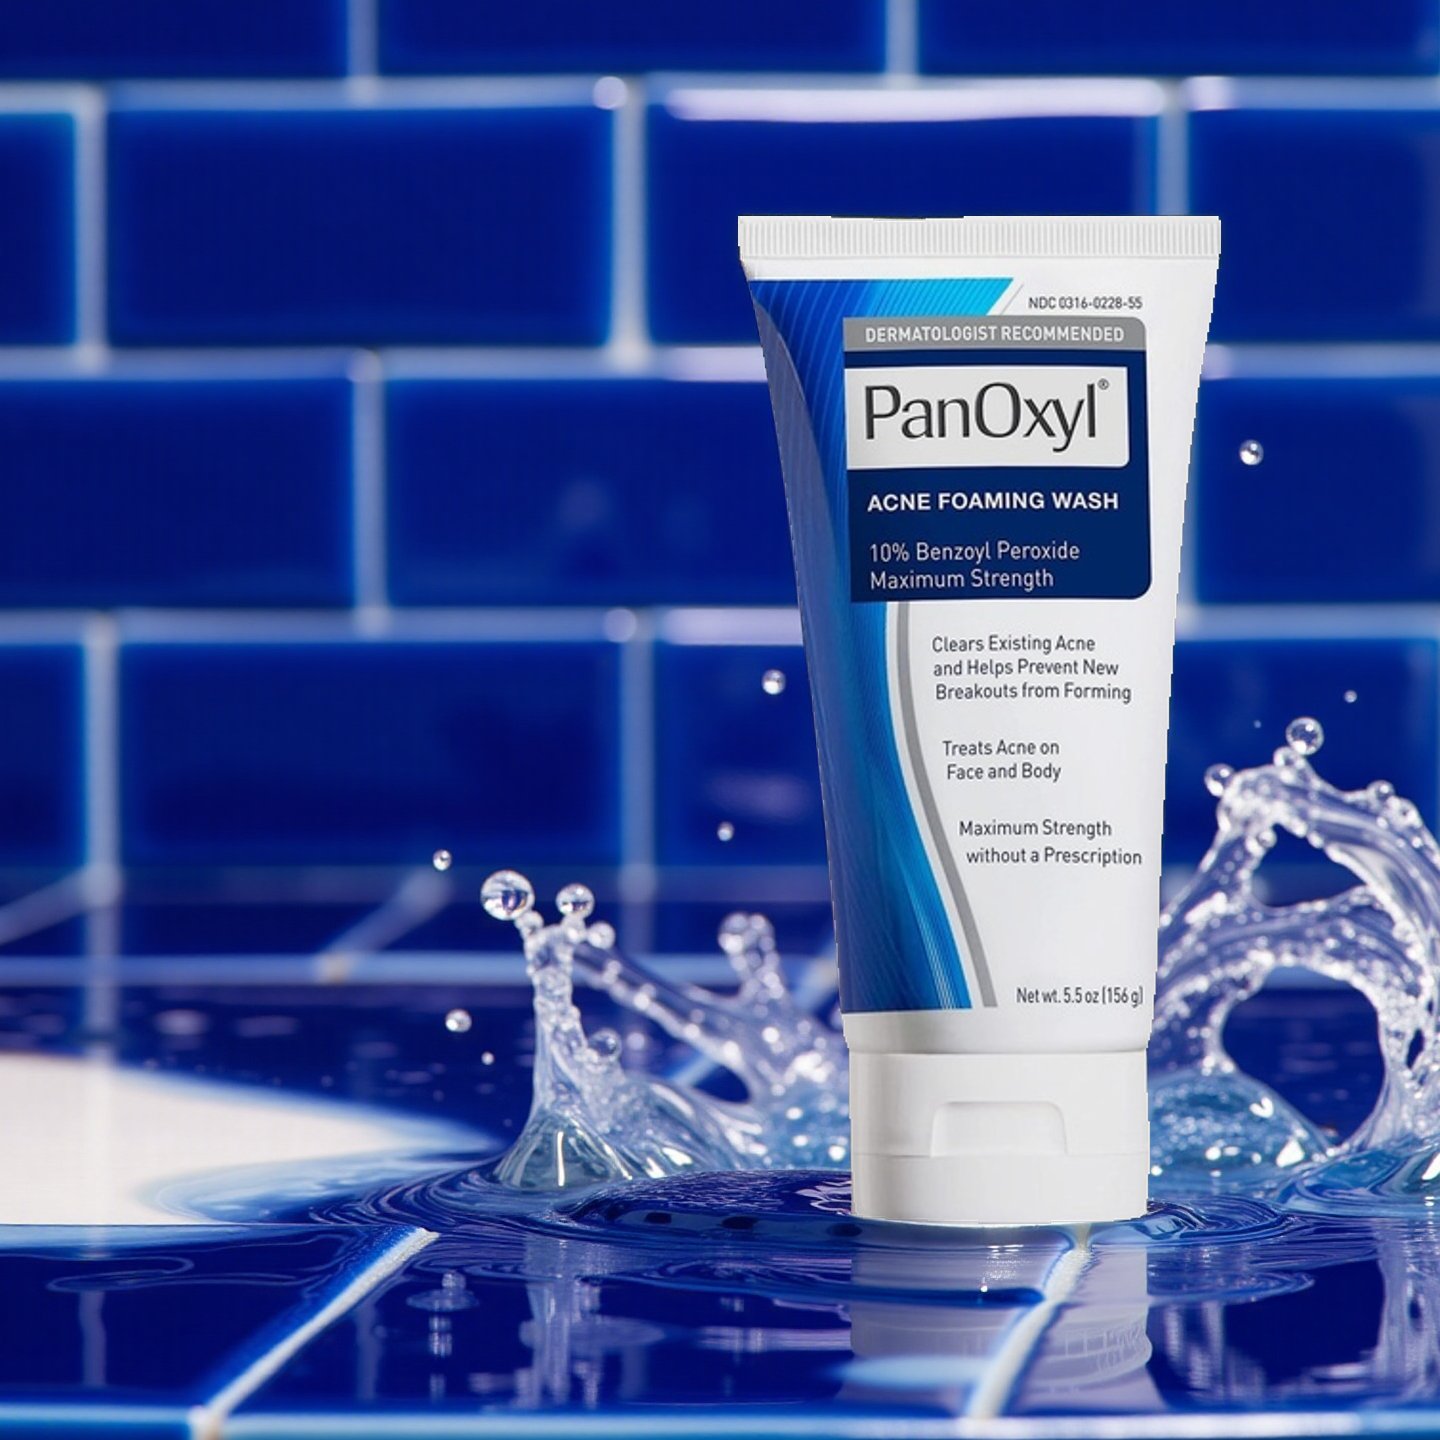 NDC 0316-0228-55
DERMATOLOGIST RECOMMENDED
PanOxyl®
ACNE FOAMING WASH
10% Benzoyl Peroxide
Maximum Strength
Clears Existing Acne
and Helps Prevent New
Breakouts from Forming
Treats Acne on
Face and Body
Maximum Strength
without a Prescription
Net wt. 5.5 oz (156 g)